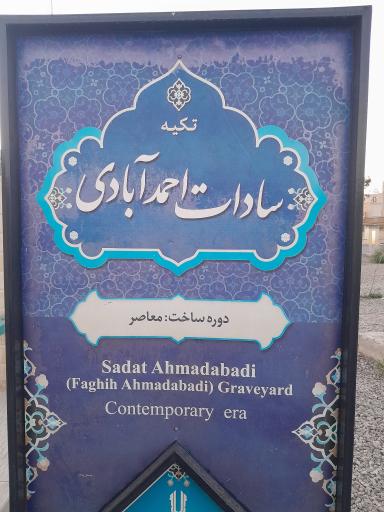 تکیه
سادات احمدآبادی
دوره ساخت: معاصر
Sadat Ahmadabadi
(Faghih Ahmadabadi) Graveyard
Contemporary era